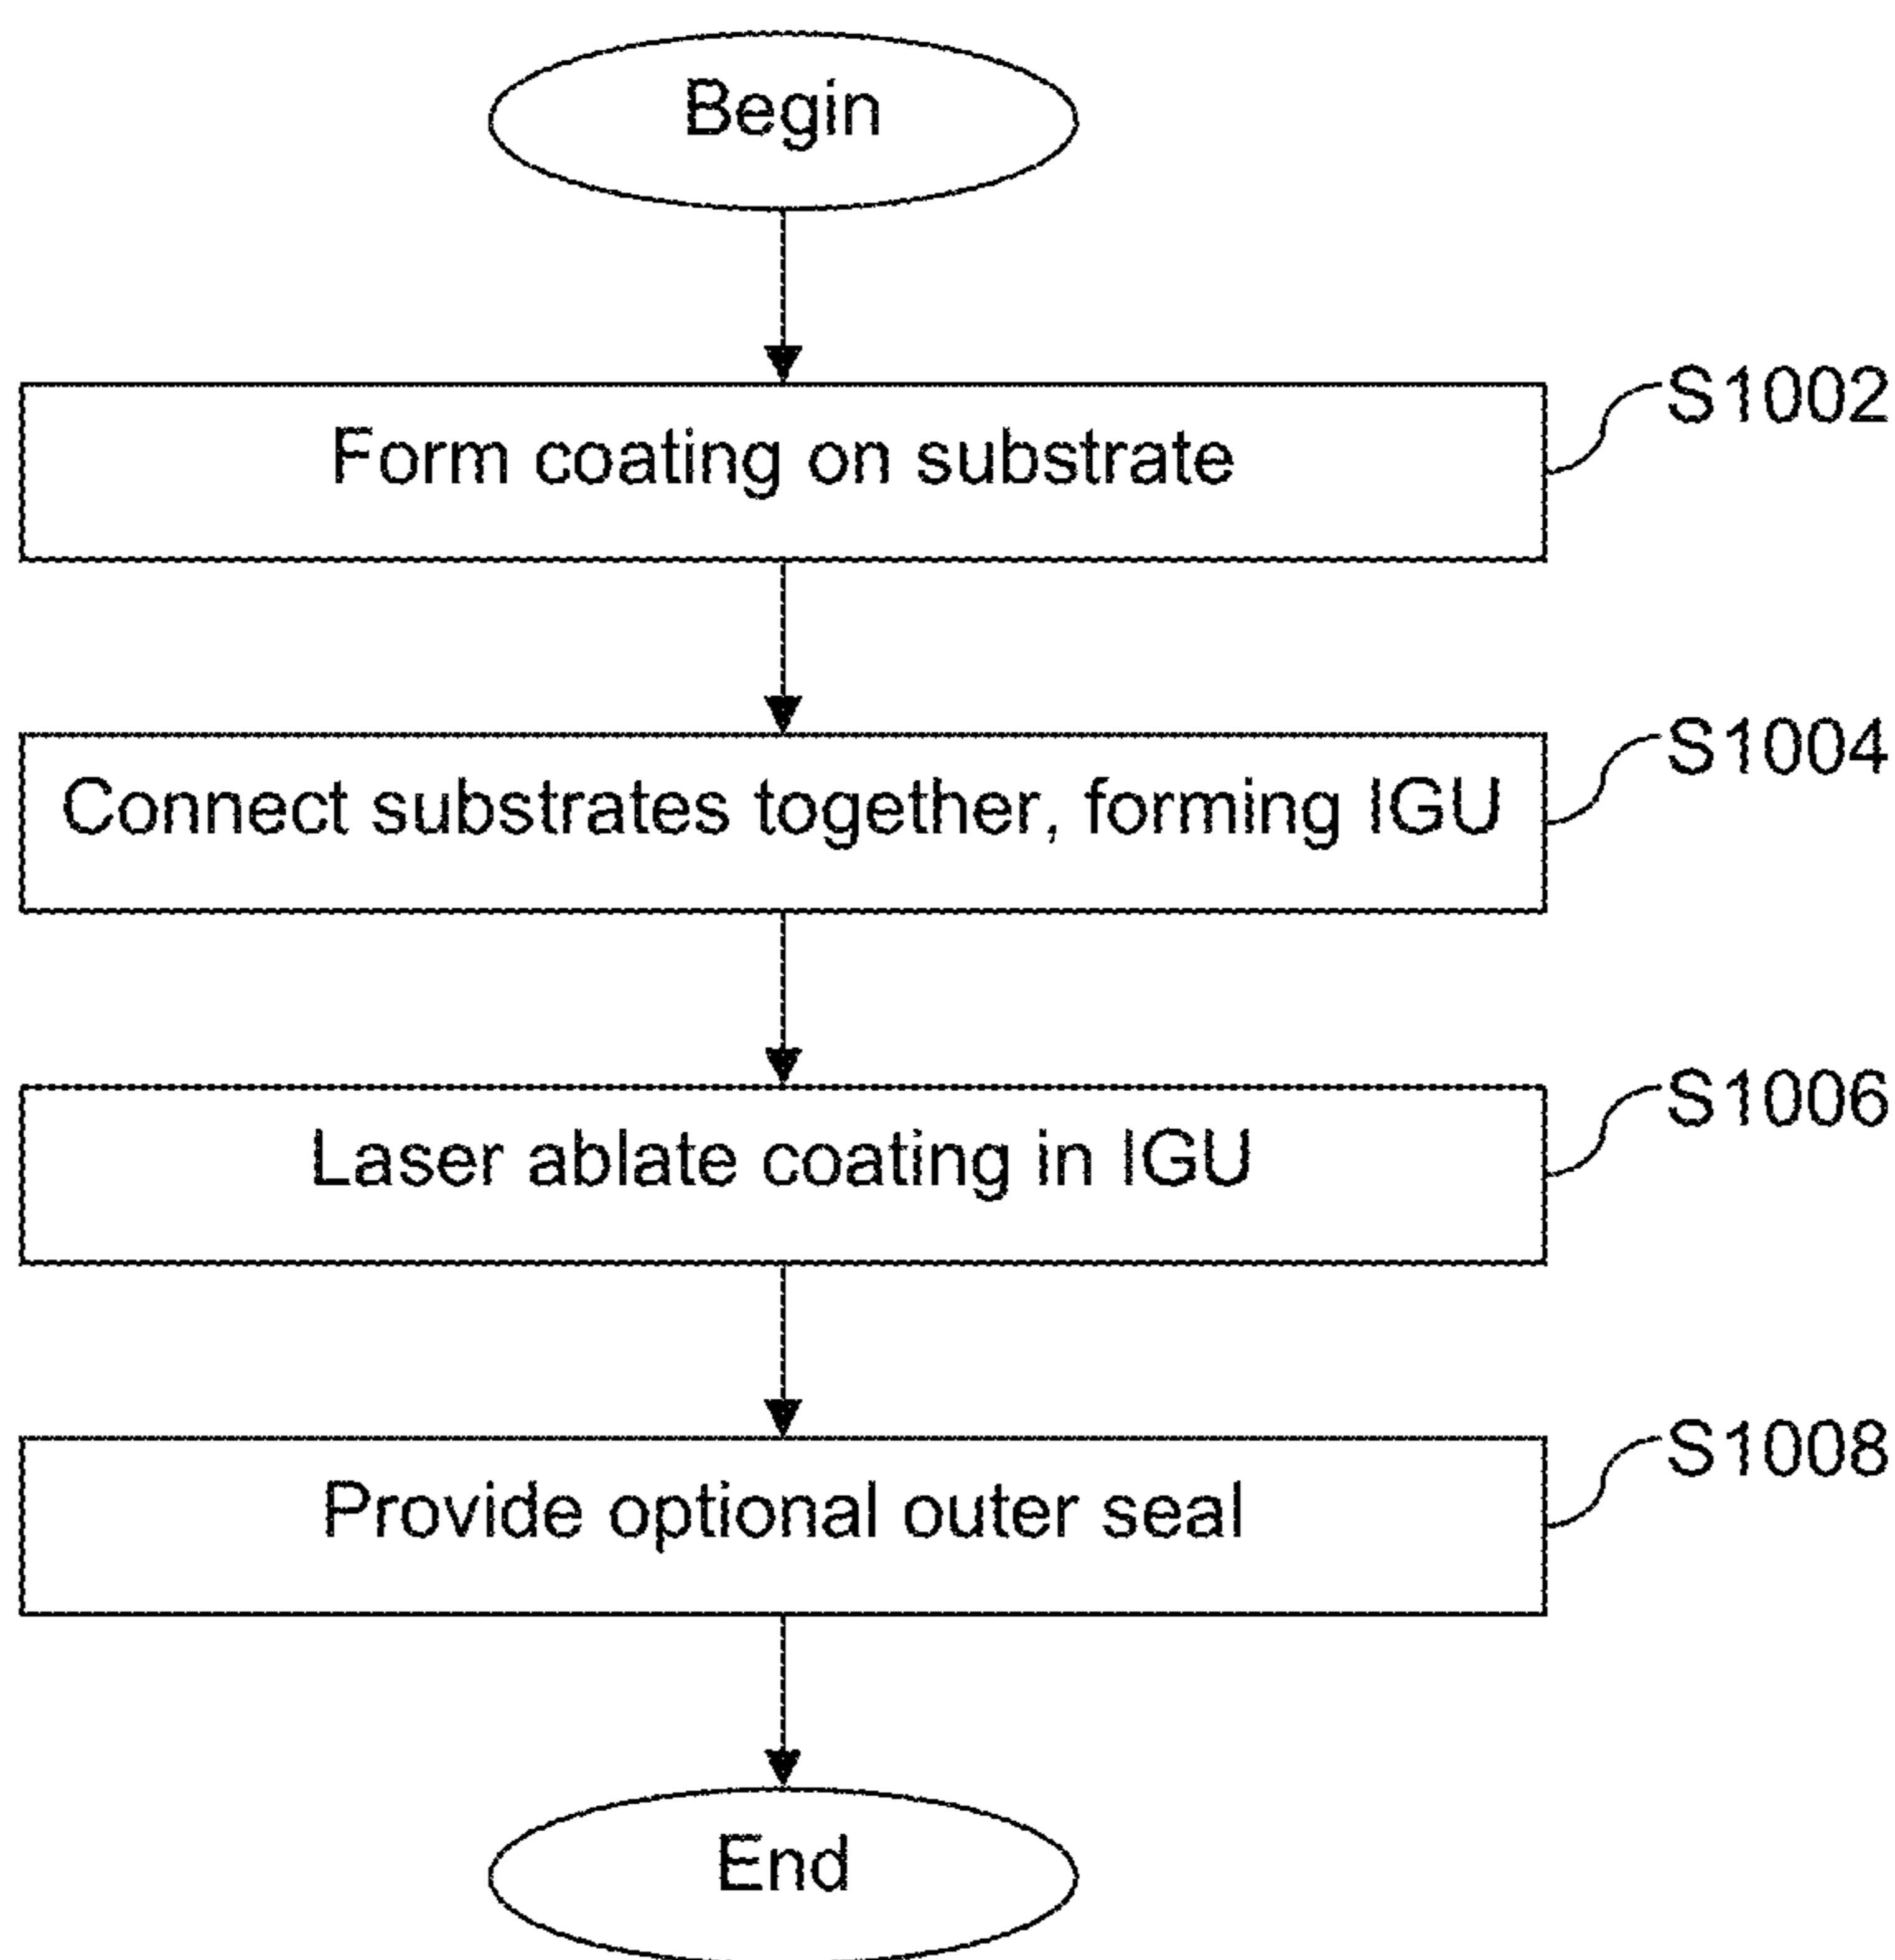 Begin
Form coating on substrate
S1002
Connect substrates together, forming IGU
S1004
Laser ablate coating in IGU
S1006
Provide optional outer seal
S1008
End